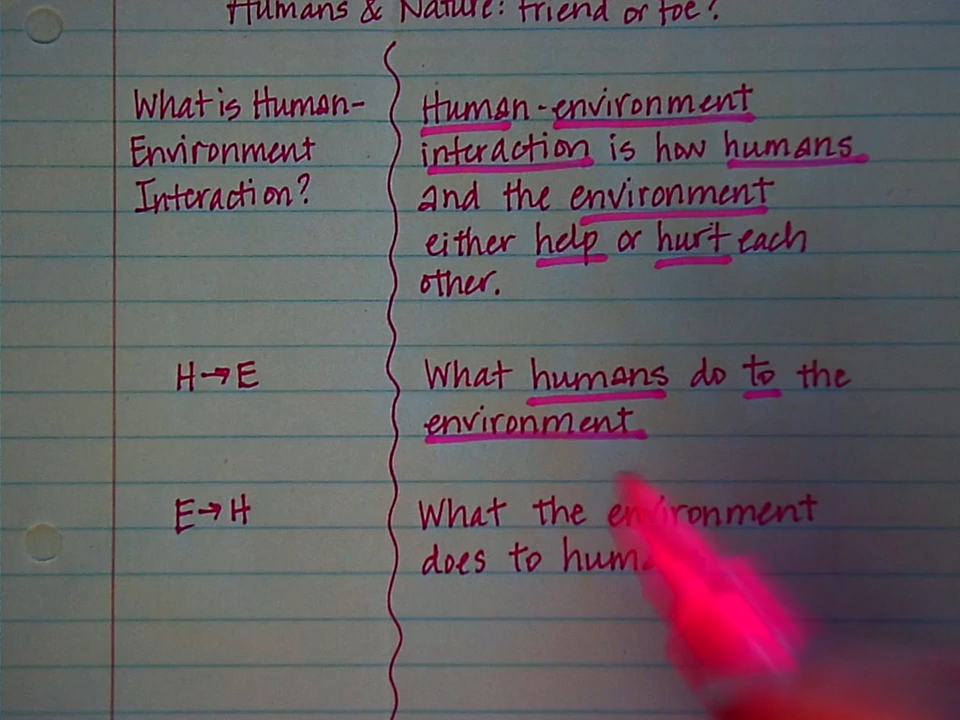 Humans & Nature: Friend or Foe?
What is Human-
Environment
Interaction?
Human-environment
interaction is how humans
and the environment
either help or hurt each
other.
H→E
What humans do to the
environment.
E→H
What the environment
does to